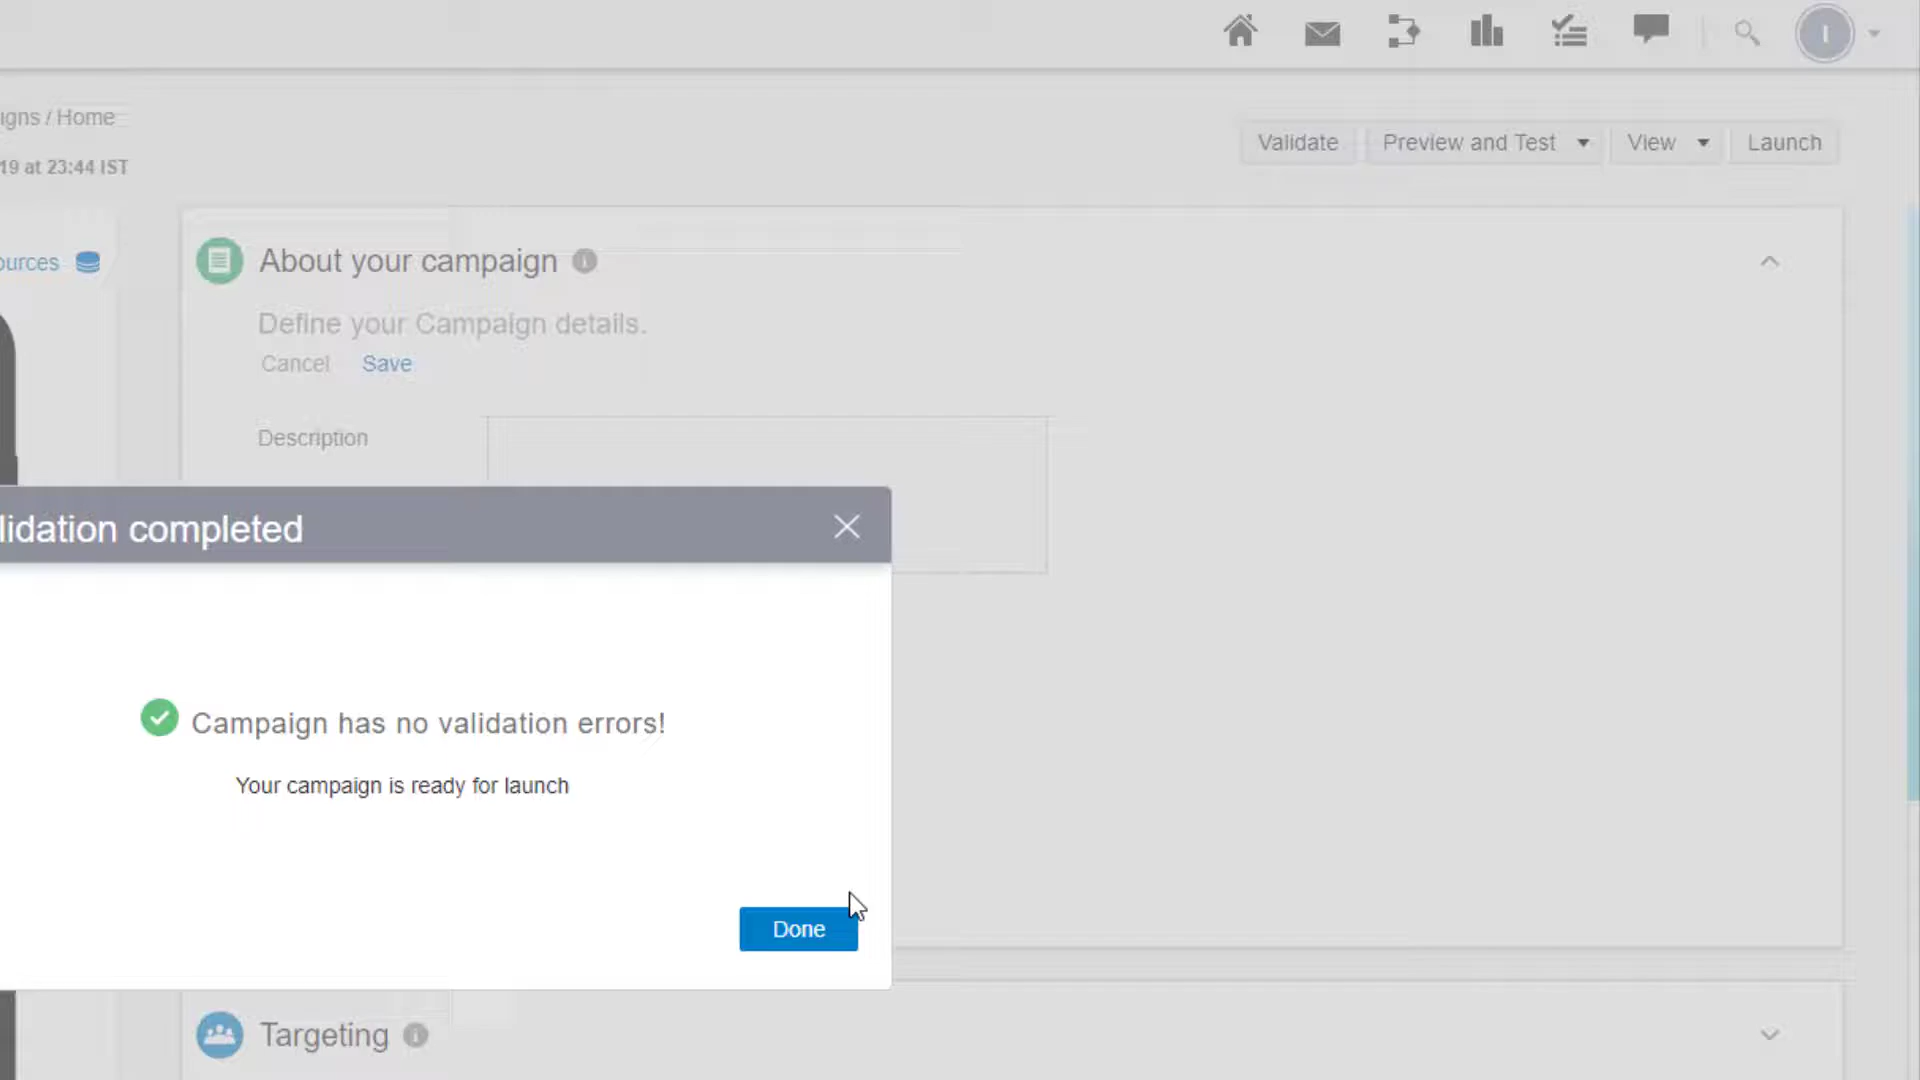 I
igns / Home
Validate
Preview and Test
View
Launch
19 at 23:44 IST
ources
About your campaign
Define your Campaign details.
Cancel
Save
Description
lidation completed
Campaign has no validation errors!
Your campaign is ready for launch
Done
Targeting